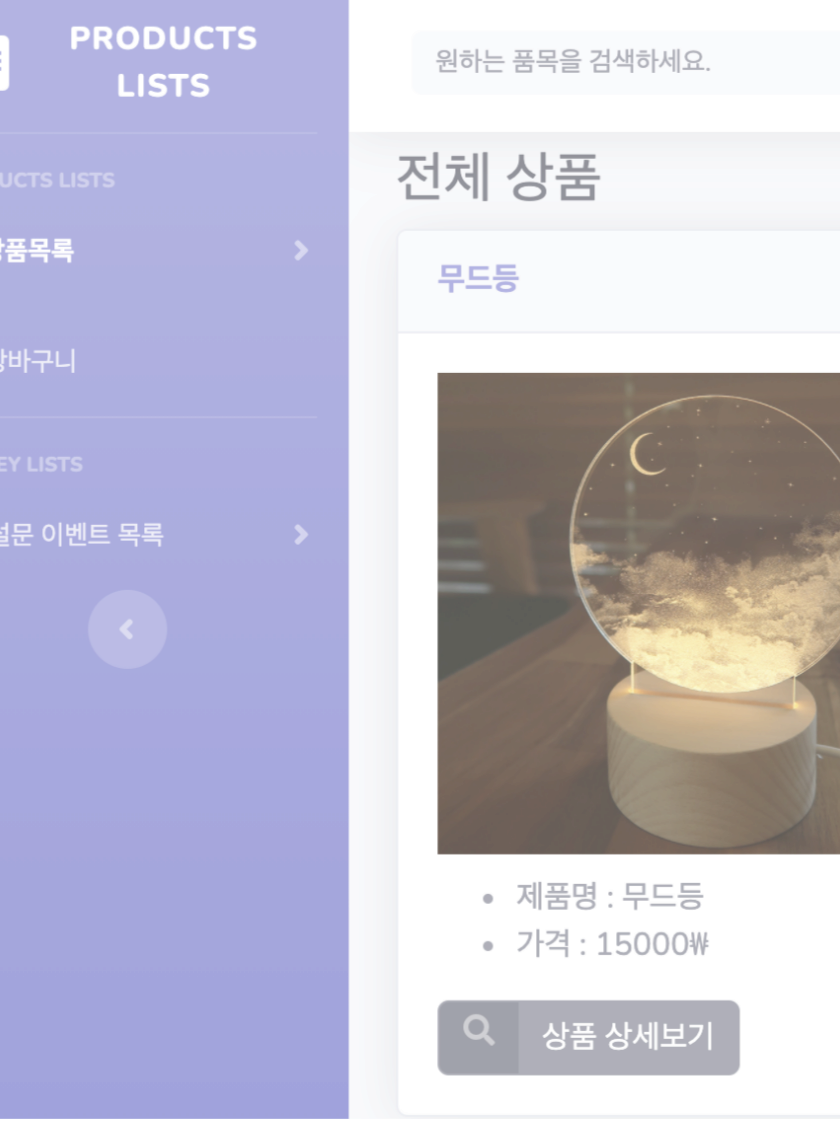 PRODUCTS
LISTS
원하는 품목을 검색하세요.
전체 상품
UCTS LISTS
상품목록
무드등
장바구니
EY LISTS
설문 이벤트 목록
제품명 : 무드등
가격 : 15000₩
상품 상세보기